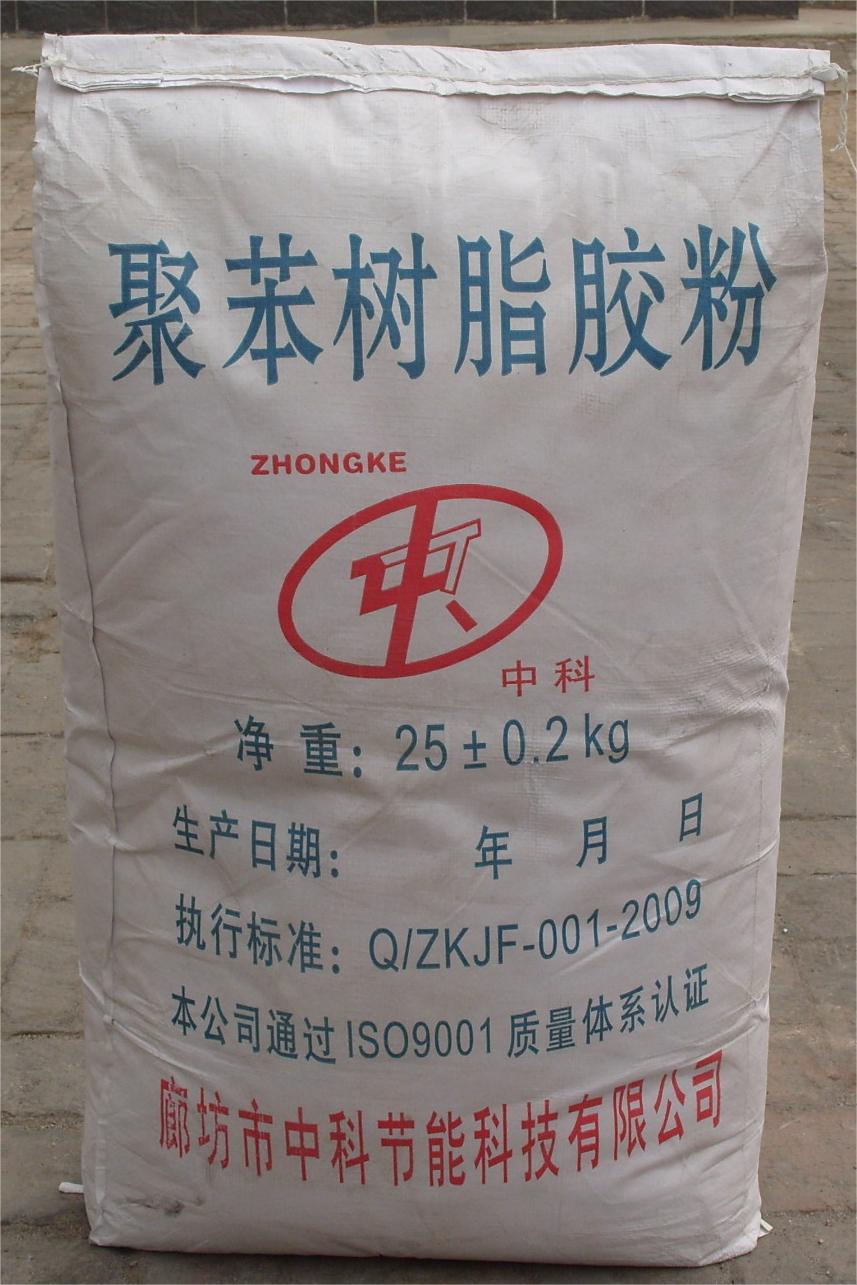 聚苯树脂胶粉
ZHONGKE
中科
净重：25±0.2kg
生产日期： 年 月 日
执行标准：Q/ZKJF-001-2009
本公司通过ISO9001质量体系认证
廊坊市中科节能科技有限公司